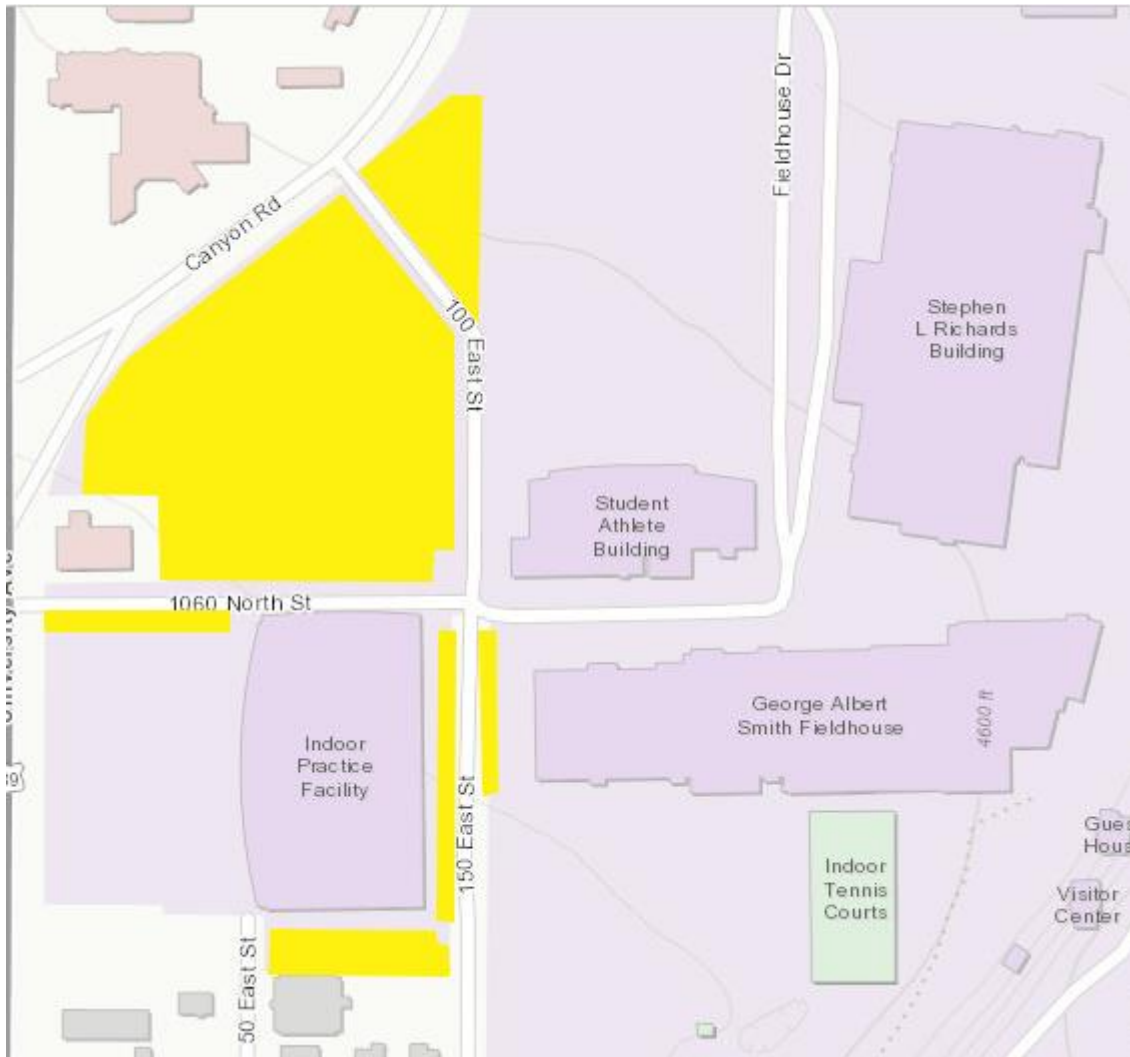 Canyon Rd
Fieldhouse Dr
100 East St
Stephen
L Richards
Building
Student
Athlete
Building
1060 North St
George Albert
Smith Fieldhouse
4600 ft
Indoor
Practice
Facility
150 East St
Indoor
Tennis
Courts
Visitor
Center
50 East St